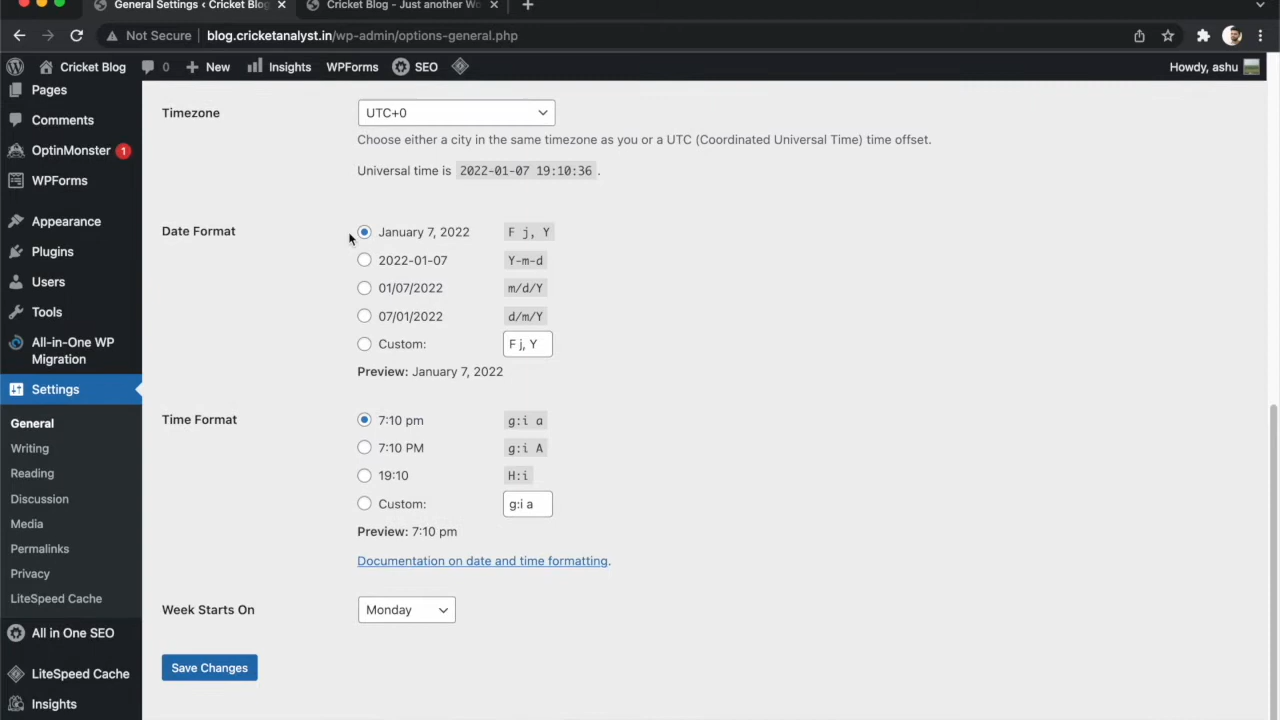 General Settings ‹ Cricket Blog
Cricket Blog - Just another Wo
Not Secure
blog.cricketanalyst.in/wp-admin/options-general.php
Cricket Blog
0
New
Insights
WPForms
SEO
Howdy, ashu
Pages
Comments
OptinMonster 1
WPForms
Appearance
Plugins
Users
Tools
All-in-One WP
Migration
Settings
General
Writing
Reading
Discussion
Media
Permalinks
Privacy
LiteSpeed Cache
All in One SEO
LiteSpeed Cache
Insights
Timezone
UTC+0
Choose either a city in the same timezone as you or a UTC (Coordinated Universal Time) time offset.
Universal time is 2022-01-07 19:10:36 .
Date Format
January 7, 2022 F j, Y
2022-01-07 Y-m-d
01/07/2022 m/d/Y
07/01/2022 d/m/Y
Custom: F j, Y
Preview: January 7, 2022
Time Format
7:10 pm g:i a
7:10 PM g:i A
19:10 H:i
Custom: g:i a
Preview: 7:10 pm
Documentation on date and time formatting.
Week Starts On
Monday
Save Changes